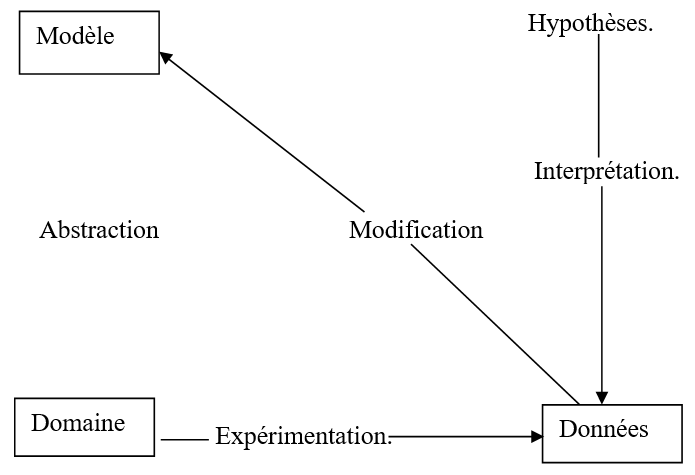 Modèle
Hypothèses.
Interprétation.
Abstraction
Modification
Domaine
Expérimentation.
Données